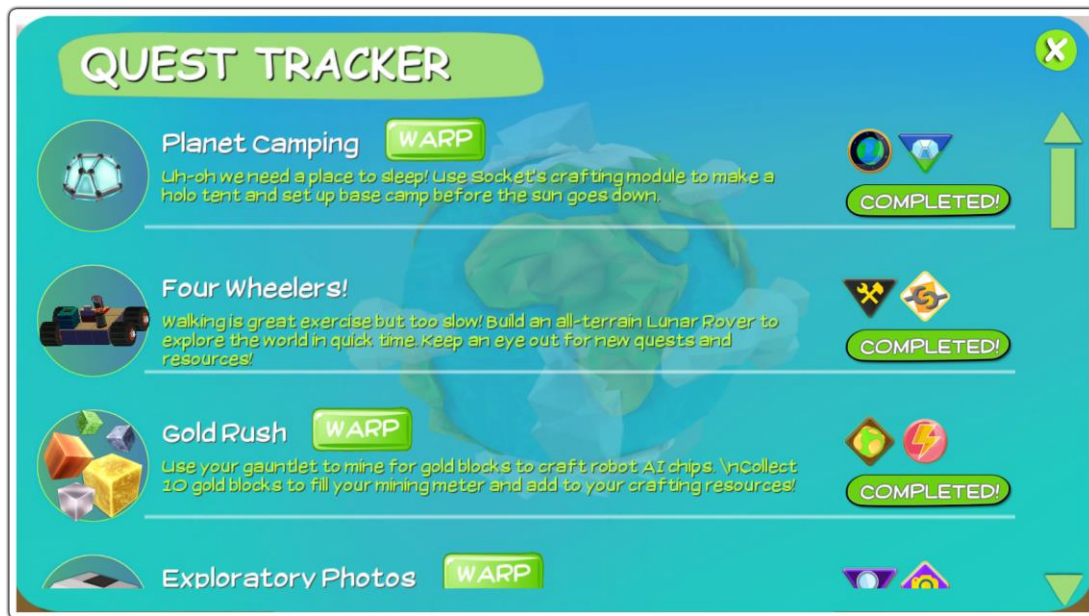 QUEST TRACKER
X
Planet Camping
WARP
Uh-oh we need a place to sleep! Use Socket's crafting module to make a
holo tent and set up base camp before the sun goes down.
COMPLETED!
Four Wheelers!
Walking is great exercise but too slow! Build an all-terrain Lunar Rover to
explore the world in quick time. Keep an eye out for new quests and
resources!
COMPLETED!
Gold Rush
WARP
Use your gauntlet to mine for gold blocks to craft robot AI chips. \nCollect
10 gold blocks to fill your mining meter and add to your crafting resources!
COMPLETED!
Exploratory Photos
WARP